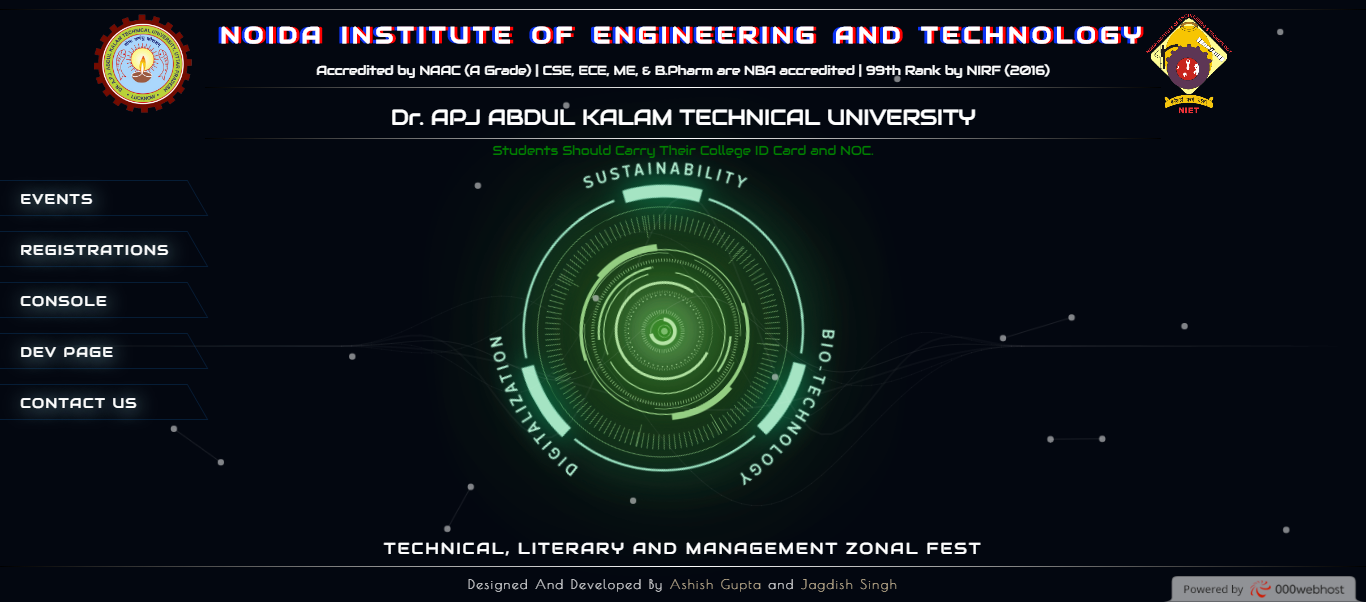 NOIDA INSTITUTE OF ENGINEERING AND TECHNOLOGY
Accredited by NAAC (A Grade) | CSE, ECE, ME, & B.Pharm are NBA accredited | 99th Rank by NIRF (2016)
Dr. APJ ABDUL KALAM TECHNICAL UNIVERSITY
Students Should Carry Their College ID Card and NOC.
NIET
EVENTS
REGISTRATIONS
CONSOLE
DEV PAGE
CONTACT US
SUSTAINABILITY
DIGITALIZATION
BIO-TECHNOLOGY
TECHNICAL, LITERARY AND MANAGEMENT ZONAL FEST
Designed And Developed By Ashish Gupta and Jagdish Singh
Powered by 000webhost